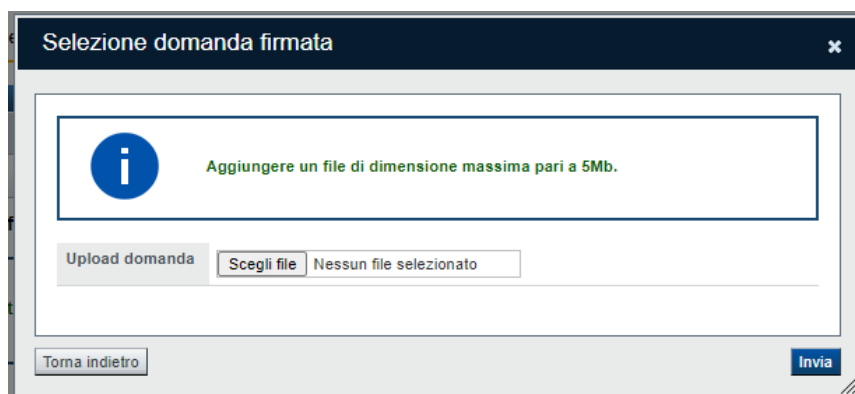 Selezione domanda firmata
Aggiungere un file di dimensione massima pari a 5Mb.
Upload domanda Scegli file Nessun file selezionato
Torna indietro Invia